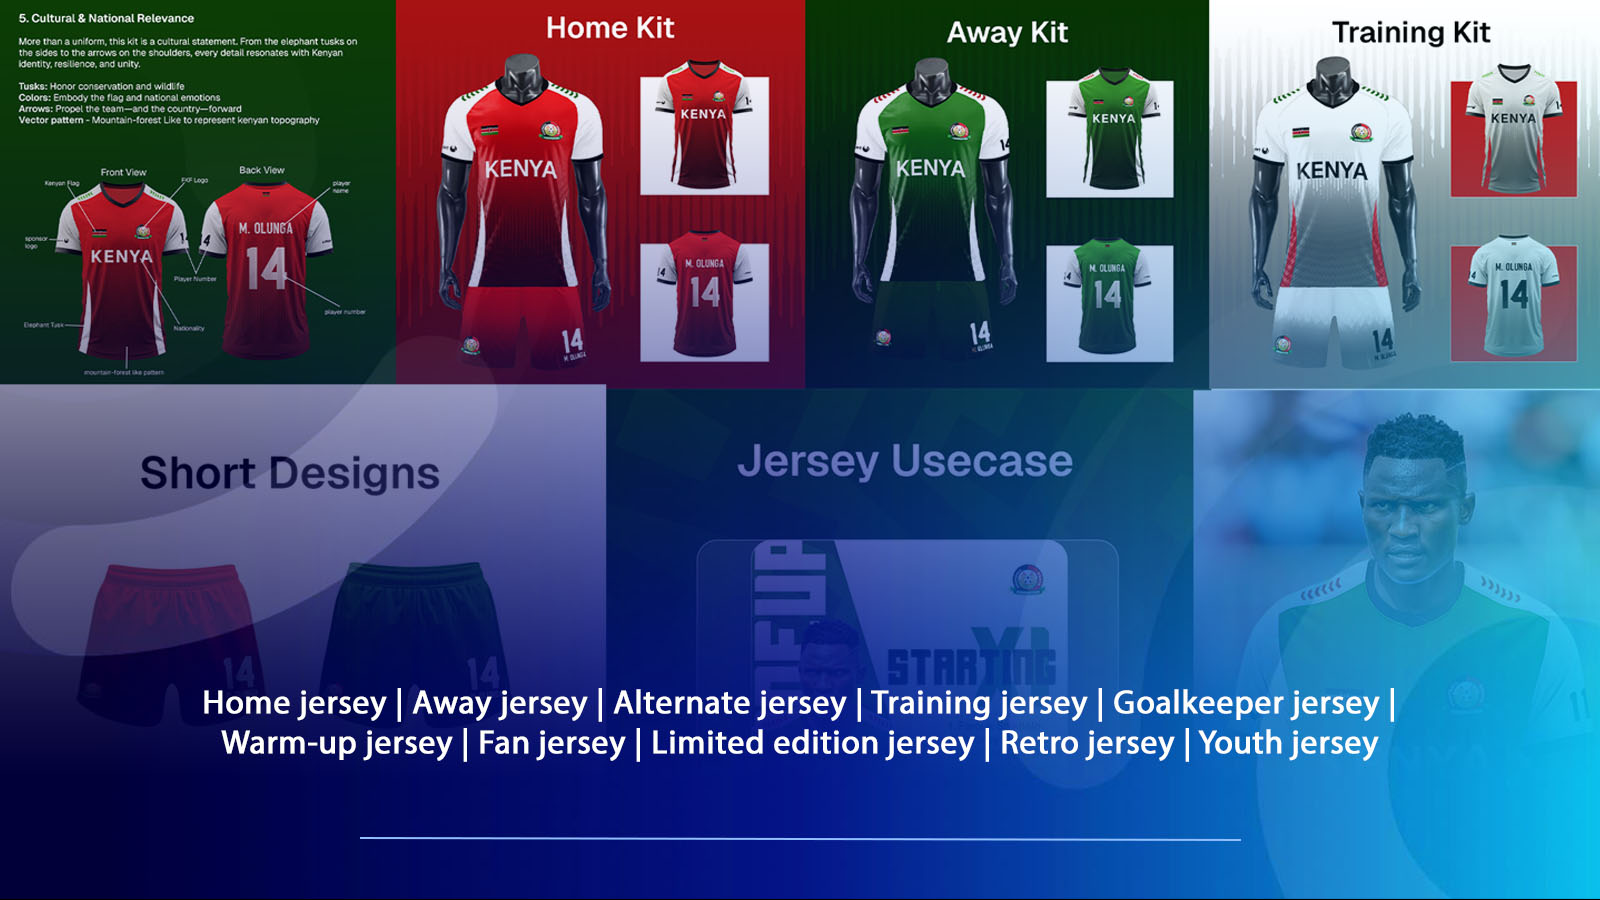 5. Cultural & National Relevance
More than a uniform, this kit is a cultural statement. From the elephant tusks on
the sides to the arrows on the shoulders, every detail resonates with Kenyan
identity, resilience, and unity.
Tusks: Honor conservation and wildlife
Colors: Embody the flag and national emotions
Arrows: Propel the team—and the country—forward
Vector pattern - Mountain-forest Like to represent kenyan topography
Front View
Back View
Kenyan Flag
FKF Logo
player
name
sponsor
logo
KENYA
M. OLUNGA
14
Player Number
player number
Elephant Tusk
Nationality
mountain-forest like pattern
Home Kit
KENYA
14
M. OLUNGA
KENYA
M. OLUNGA
14
Away Kit
KENYA
14
14
M. OLUNGA
KENYA
M. OLUNGA
14
Training Kit
KENYA
14
M. OLUNGA
KENYA
M. OLUNGA
14
Short Designs
14
14
Jersey Usecase
LINEUP
STARTING
XI
Home jersey | Away jersey | Alternate jersey | Training jersey | Goalkeeper jersey |
Warm-up jersey | Fan jersey | Limited edition jersey | Retro jersey | Youth jersey